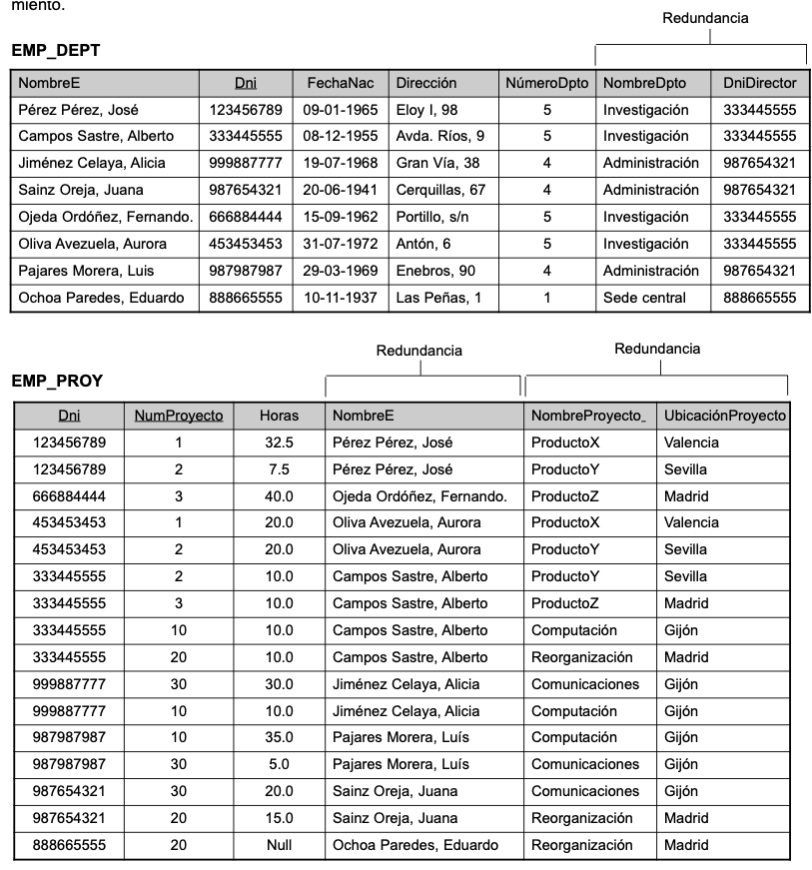 miento.
Redundancia
EMP_DEPT
NombreE Dni FechaNac Dirección NúmeroDpto NombreDpto DniDirector
Pérez Pérez, José 123456789 09-01-1965 Eloy I, 98 5 Investigación 333445555
Campos Sastre, Alberto 333445555 08-12-1955 Avda. Ríos, 9 5 Investigación 333445555
Jiménez Celaya, Alicia 999887777 19-07-1968 Gran Vía, 38 4 Administración 987654321
Sainz Oreja, Juana 987654321 20-06-1941 Cerquillas, 67 4 Administración 987654321
Ojeda Ordóñez, Fernando. 666884444 15-09-1962 Portillo, s/n 5 Investigación 333445555
Oliva Avezuela, Aurora 453453453 31-07-1972 Antón, 6 5 Investigación 333445555
Pajares Morera, Luis 987987987 29-03-1969 Enebros, 90 4 Administración 987654321
Ochoa Paredes, Eduardo 888665555 10-11-1937 Las Peñas, 1 1 Sede central 888665555
Redundancia Redundancia
EMP_PROY
Dni NumProyecto Horas NombreE NombreProyecto_ UbicaciónProyecto
123456789 1 32.5 Pérez Pérez, José ProductoX Valencia
123456789 2 7.5 Pérez Pérez, José ProductoY Sevilla
666884444 3 40.0 Ojeda Ordóñez, Fernando. ProductoZ Madrid
453453453 1 20.0 Oliva Avezuela, Aurora ProductoX Valencia
453453453 2 20.0 Oliva Avezuela, Aurora ProductoY Sevilla
333445555 2 10.0 Campos Sastre, Alberto ProductoY Sevilla
333445555 3 10.0 Campos Sastre, Alberto ProductoZ Madrid
333445555 10 10.0 Campos Sastre, Alberto Computación Gijón
333445555 20 10.0 Campos Sastre, Alberto Reorganización Madrid
999887777 30 30.0 Jiménez Celaya, Alicia Comunicaciones Gijón
999887777 10 10.0 Jiménez Celaya, Alicia Computación Gijón
987987987 10 35.0 Pajares Morera, Luís Computación Gijón
987987987 30 5.0 Pajares Morera, Luís Comunicaciones Gijón
987654321 30 20.0 Sainz Oreja, Juana Comunicaciones Gijón
987654321 20 15.0 Sainz Oreja, Juana Reorganización Madrid
888665555 20 Null Ochoa Paredes, Eduardo Reorganización Madrid